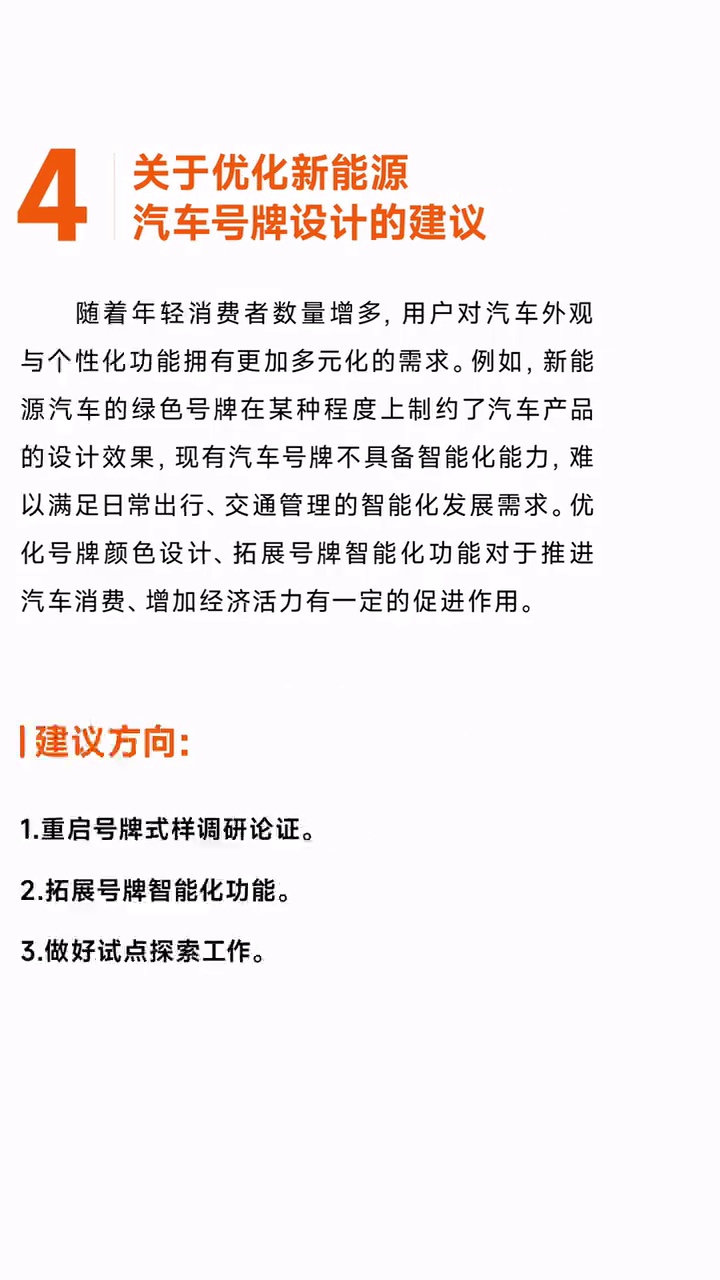 4
关于优化新能源
汽车号牌设计的建议
随着年轻消费者数量增多,用户对汽车外观
与个性化功能拥有更加多元化的需求。例如,新能
源汽车的绿色号牌在某种程度上制约了汽车产品
的设计效果,现有汽车号牌不具备智能化能力,难
以满足日常出行、交通管理的智能化发展需求。优
化号牌颜色设计、拓展号牌智能化功能对于推进
汽车消费、增加经济活力有一定的促进作用。
建议方向:
1.重启号牌式样调研论证。
2.拓展号牌智能化功能。
3.做好试点探索工作。